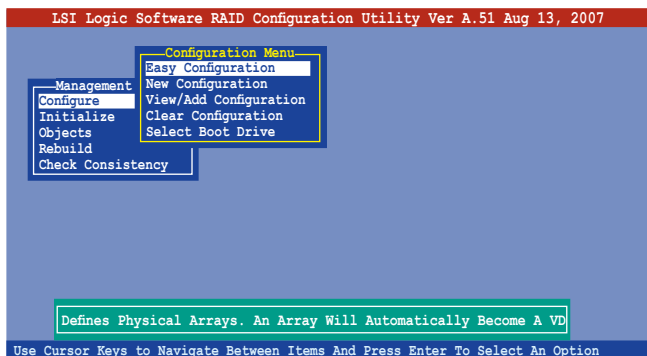 LSI Logic Software RAID Configuration Utility Ver A.51 Aug 13, 2007
Configuration Menu
Easy Configuration
New Configuration
View/Add Configuration
Clear Configuration
Select Boot Drive
Management
Configure
Initialize
Objects
Rebuild
Check Consistency
Defines Physical Arrays. An Array Will Automatically Become A VD
Use Cursor Keys to Navigate Between Items And Press Enter To Select An Option